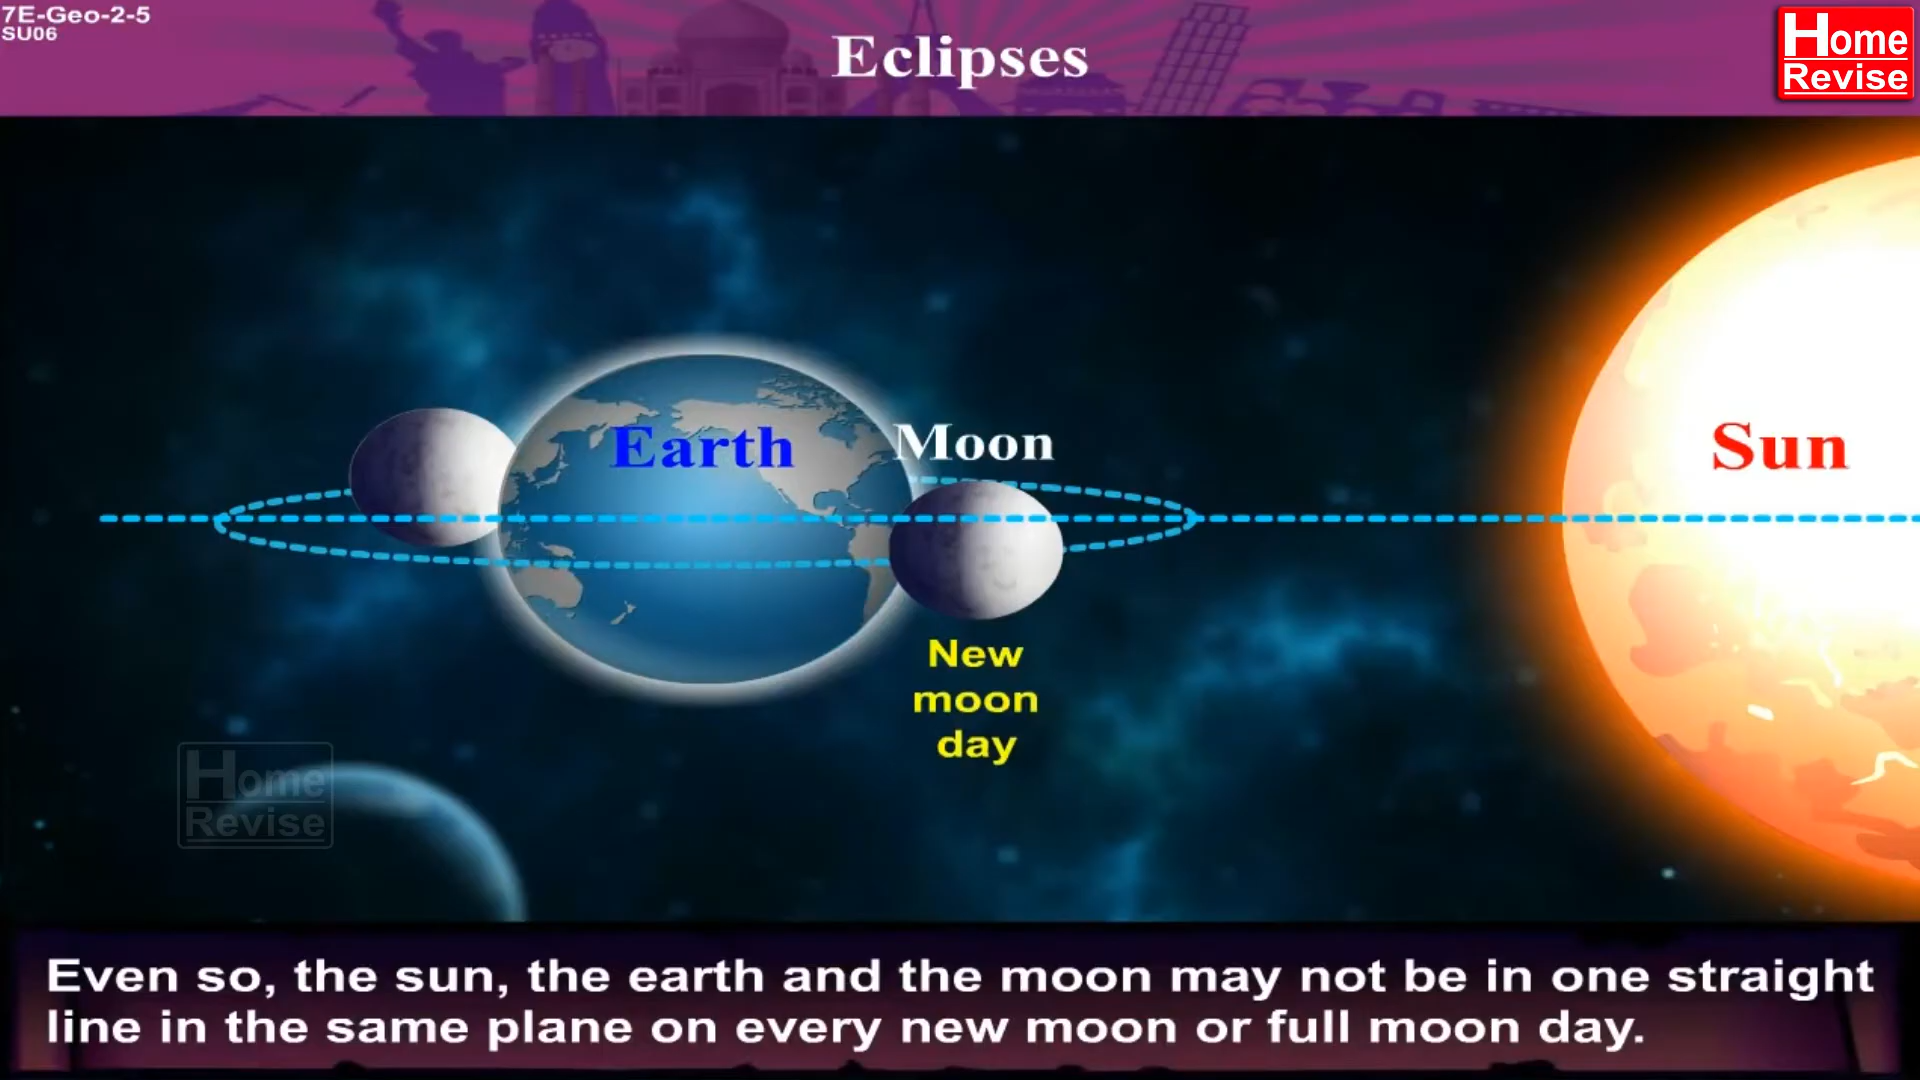 7E-Geo-2-5
SU06
Eclipses
Home
Revise
Earth
Moon
Sun
New
moon
day
Home
Revise
Even so, the sun, the earth and the moon may not be in one straight
line in the same plane on every new moon or full moon day.